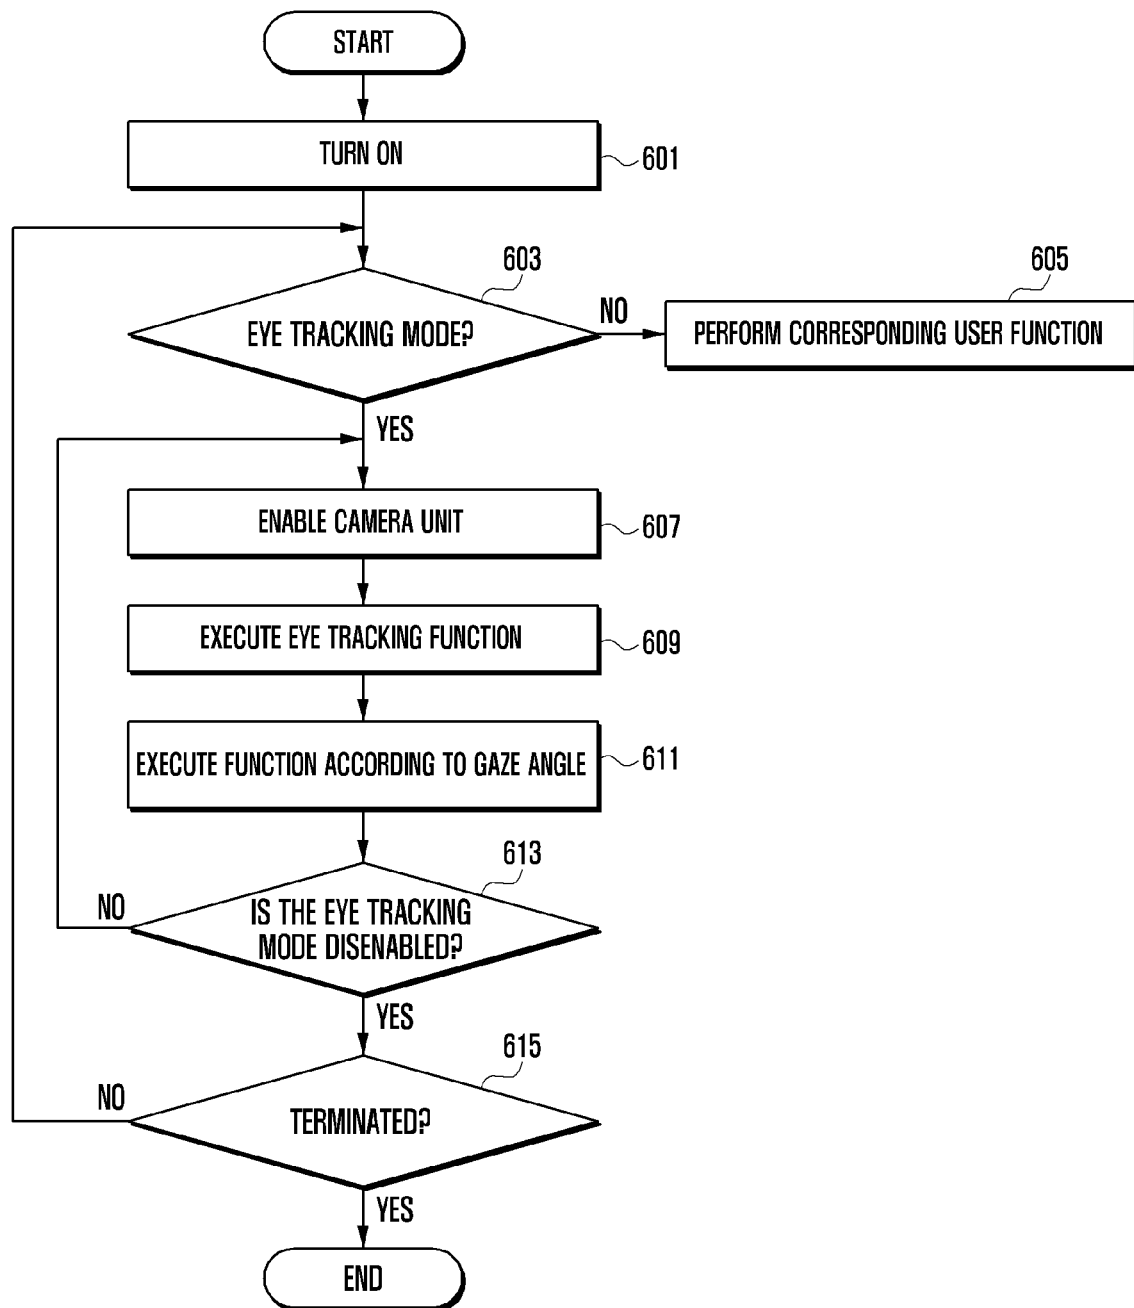 START
TURN ON
601
603
605
EYE TRACKING MODE?
NO
PERFORM CORRESPONDING USER FUNCTION
YES
ENABLE CAMERA UNIT
607
EXECUTE EYE TRACKING FUNCTION
609
EXECUTE FUNCTION ACCORDING TO GAZE ANGLE
611
613
NO
IS THE EYE TRACKING
MODE DISENABLED?
YES
615
NO
TERMINATED?
YES
END